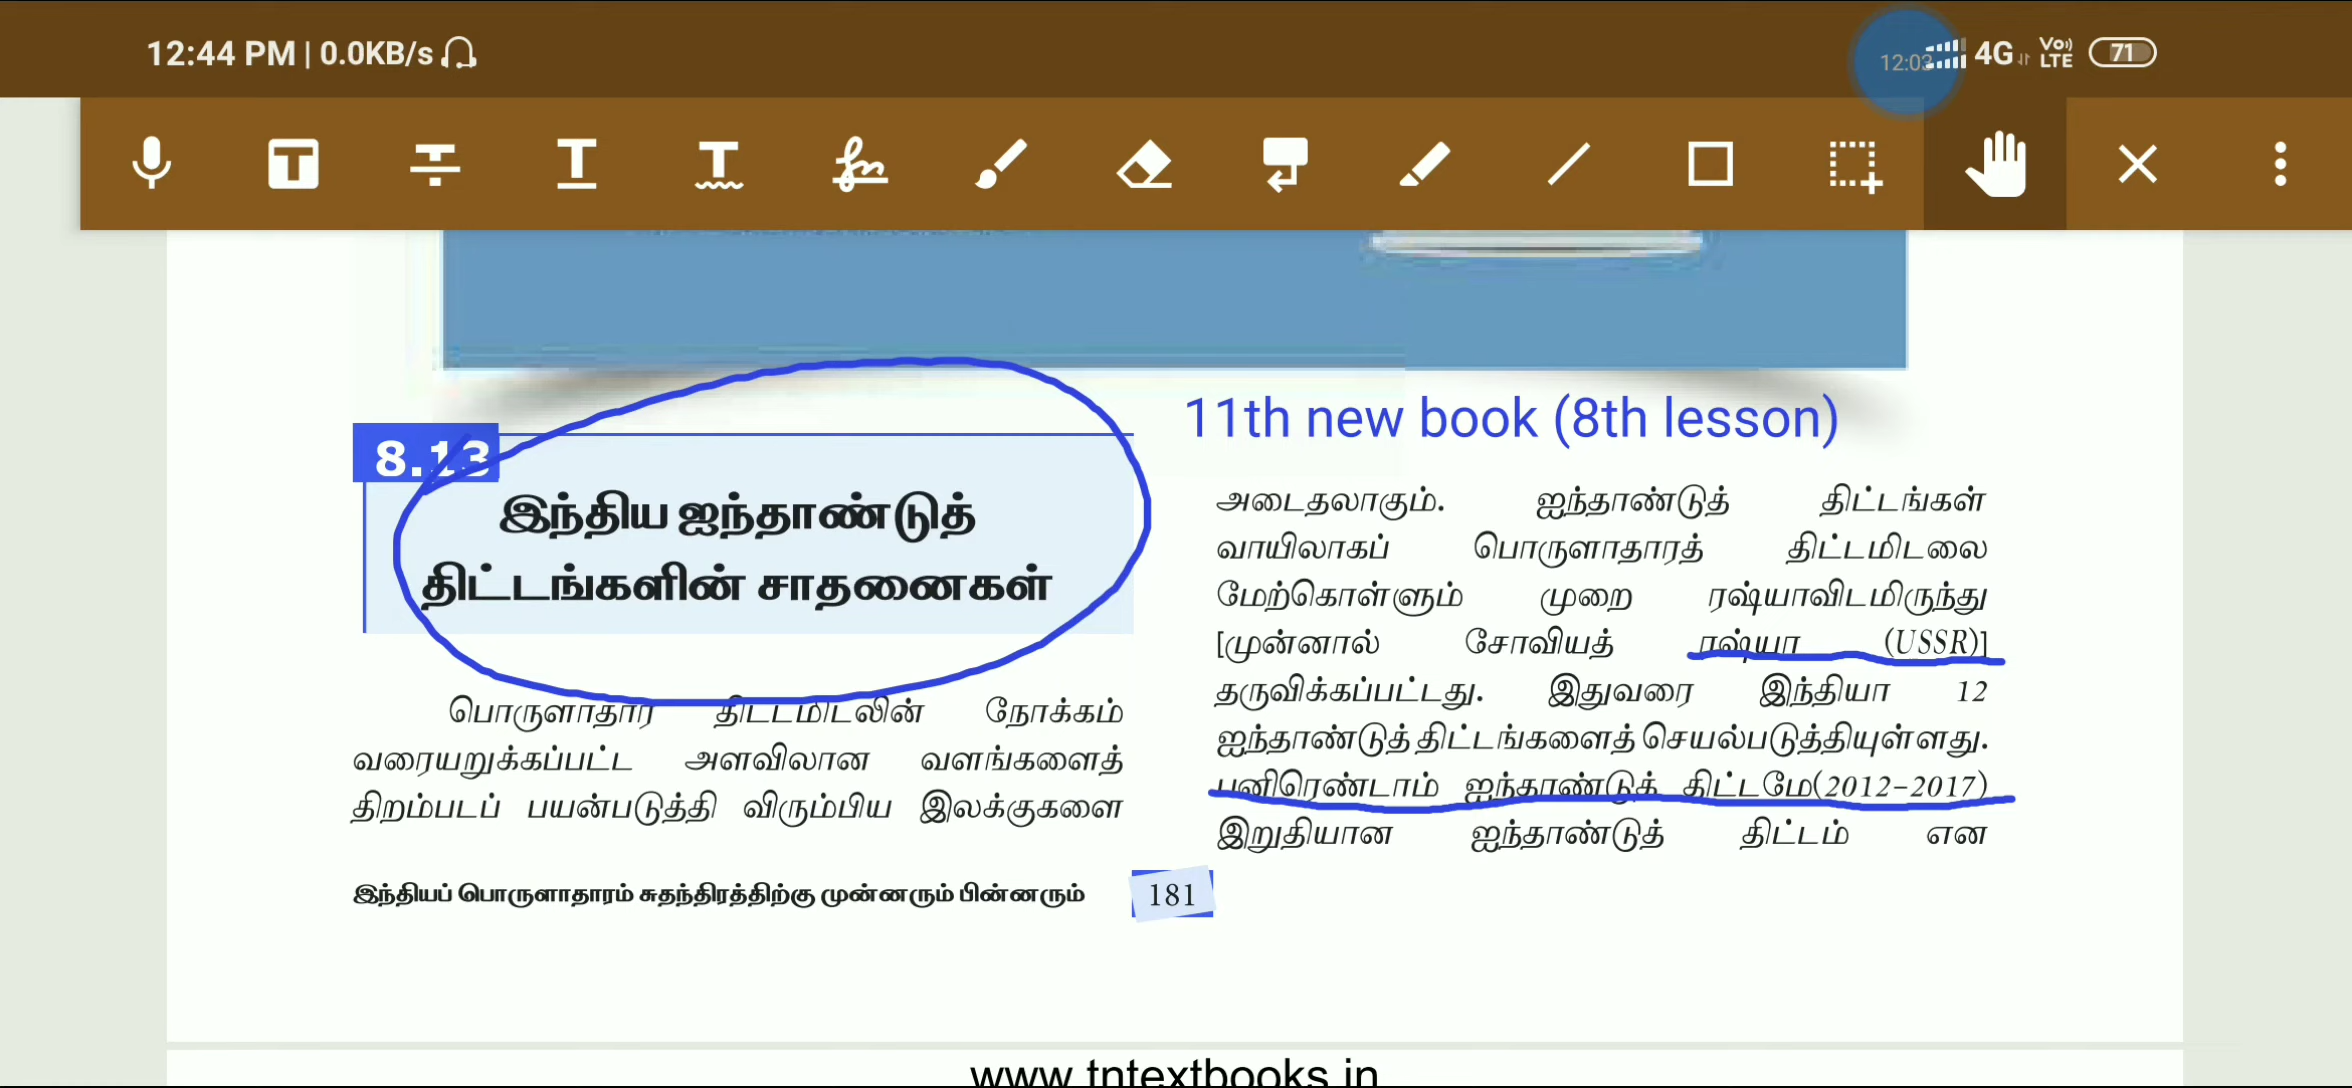 12:44 PM | 0.0KB/s
12:03
4G
Vo))
LTE
71
8.13
இந்திய ஐந்தாண்டுத்
திட்டங்களின் சாதனைகள்
பொருளாதார திட்டமிடலின் நோக்கம்
வரையறுக்கப்பட்ட அளவிலான வளங்களைத்
திறம்படப் பயன்படுத்தி விரும்பிய இலக்குகளை
11th new book (8th lesson)
அடைதலாகும். ஐந்தாண்டுத் திட்டங்கள்
வாயிலாகப் பொருளாதாரத் திட்டமிடலை
மேற்கொள்ளும் முறை ரஷ்யாவிடமிருந்து
[முன்னால் சோவியத் ரஷ்யா (USSR)]
தருவிக்கப்பட்டது. இதுவரை இந்தியா 12
ஐந்தாண்டுத் திட்டங்களைத் செயல்படுத்தியுள்ளது.
பனிரெண்டாம் ஐந்தாண்டுக் திட்டமே(2012-2017)
இறுதியான ஐந்தாண்டுத் திட்டம் என
இந்தியப் பொருளாதாரம் சுதந்திரத்திற்கு முன்னரும் பின்னரும்
181
www tntextbooks in